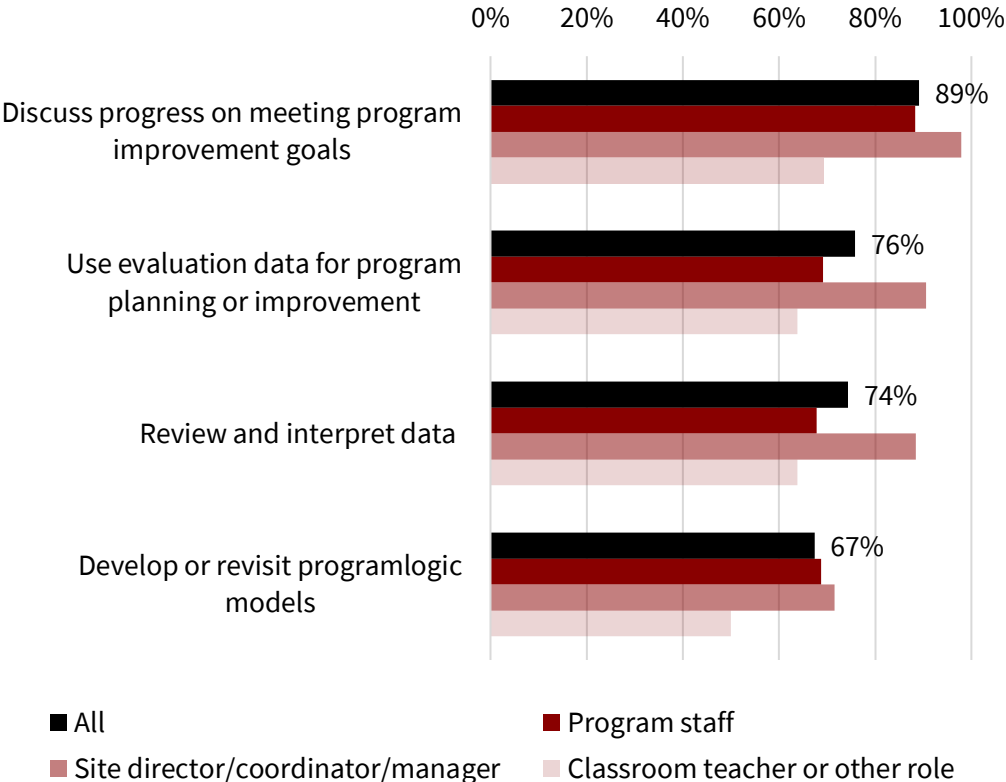 0% 20% 40% 60% 80% 100%
Discuss progress on meeting program
improvement goals
89%
Use evaluation data for program
planning or improvement
76%
Review and interpret data
74%
Develop or revisit programlogic
models
67%
All
Program staff
Site director/coordinator/manager
Classroom teacher or other role